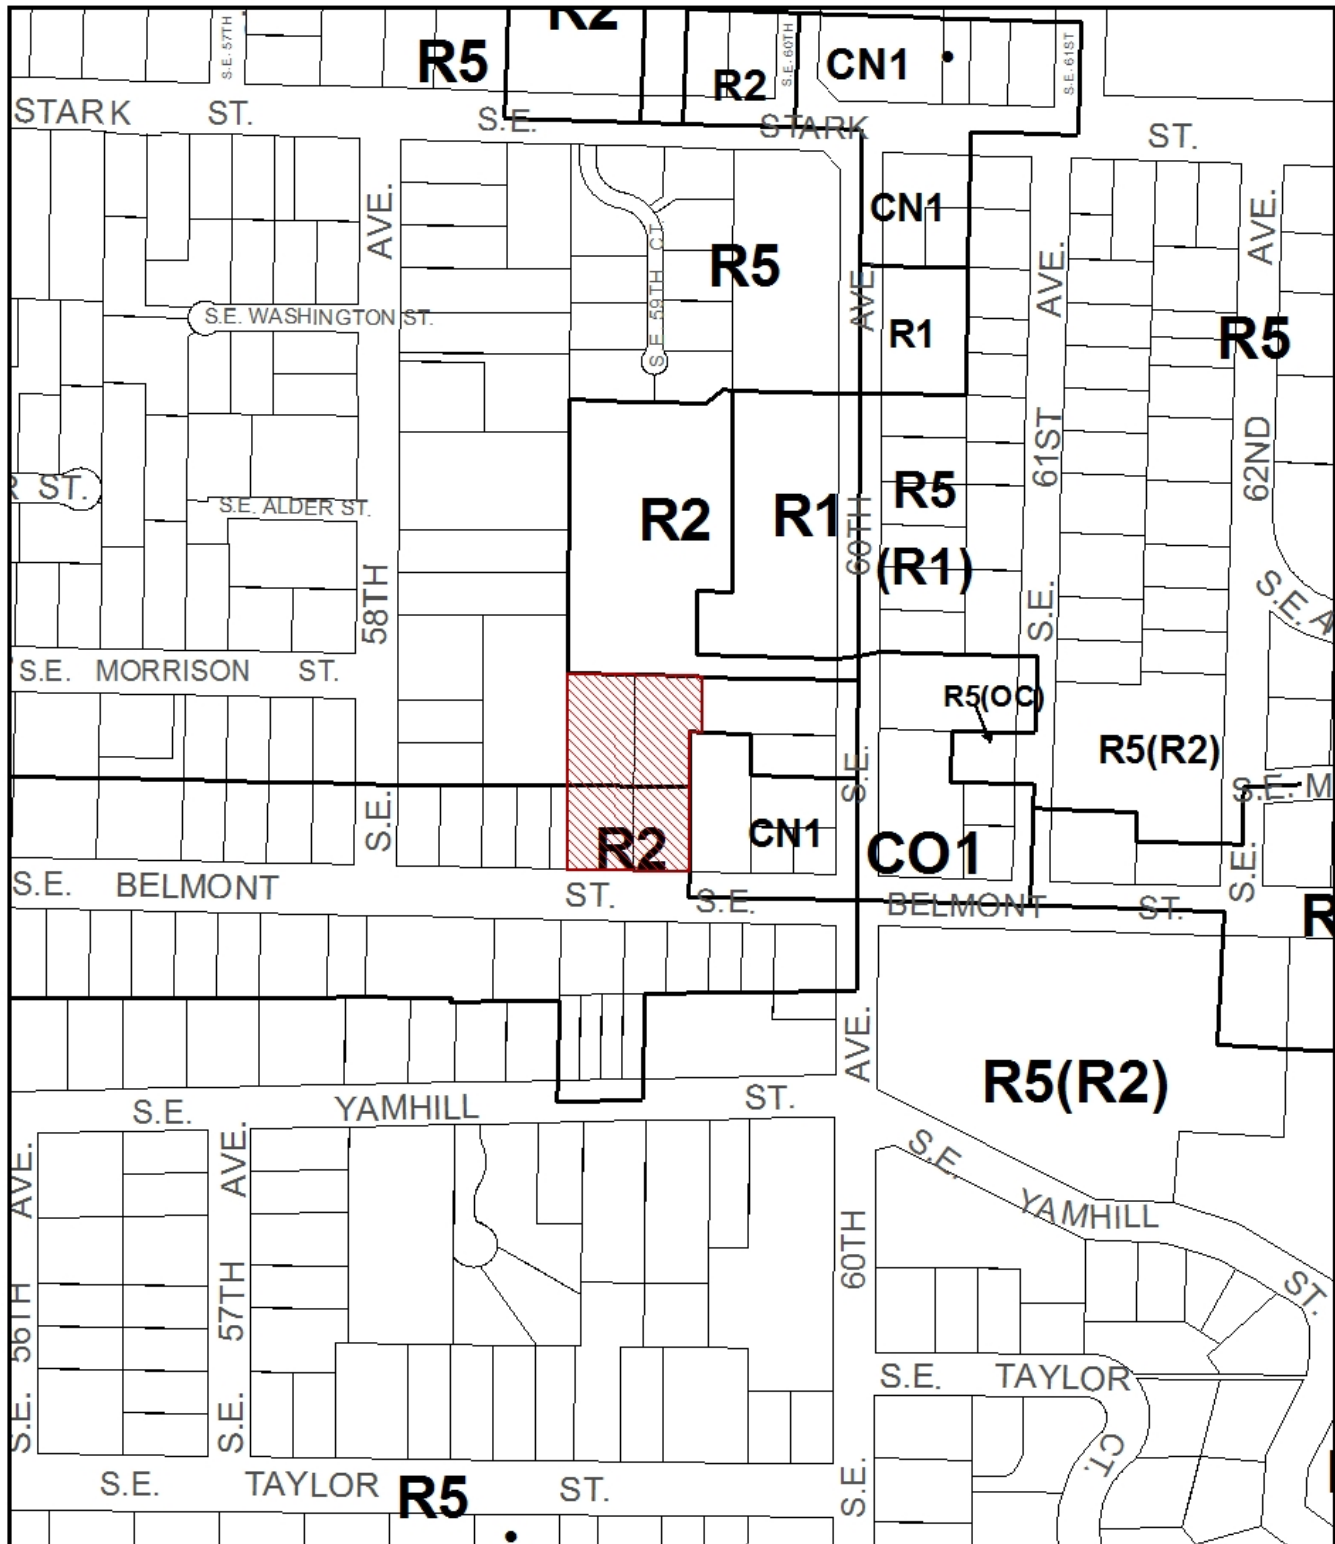 R2
S.E. 57TH
R5
R2
S.E. 60TH
CN1
S.E. 61ST
STARK ST. S.E. STARK ST.
AVE.
CN1
AVE.
S.E. 59TH CT.
R5
AVE.
AVE.
S.E. WASHINGTON ST.
R1
R5
61ST
62ND
R ST.
S.E. ALDER ST.
R2
R1
60TH
R5
(R1)
58TH
S.E.
S.E. A
S.E. MORRISON ST.
R5(OC)
R5(R2)
S.E.
S.E. M
S.E.
R2
CN1
CO1
S.E.
S.E. BELMONT ST. S.E. BELMONT ST.
R
AVE.
R5(R2)
S.E. YAMHILL ST.
AVE.
AVE.
S.E. YAMHILL ST.
60TH
56TH
57TH
S.E. TAYLOR
CT.
S.E.
S.E.
S.E.
S.E. TAYLOR ST.
R5